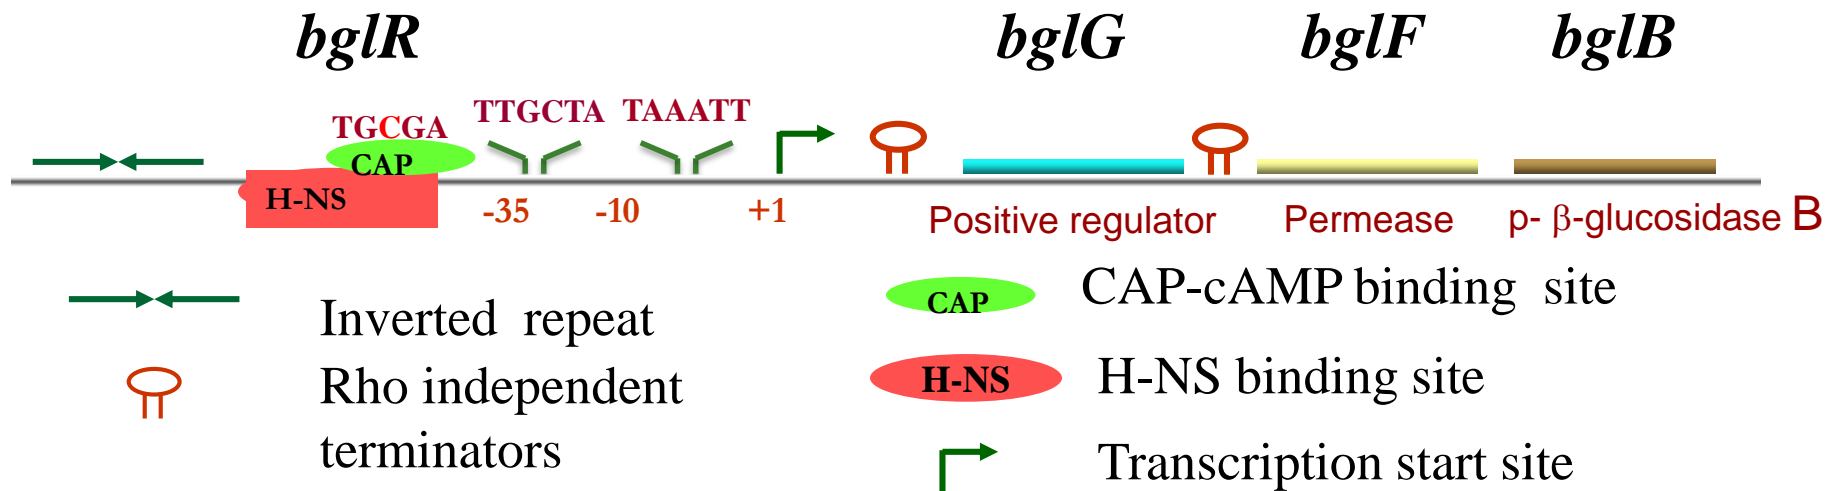 bglR bglG bglF bglB
TGCGA TTGCTA TAAATT
CAP
H-NS
-35 -10 +1
Positive regulator Permease p- β-glucosidase B
Inverted repeat
CAP CAP-cAMP binding site
Rho independent
terminators
H-NS H-NS binding site
Transcription start site